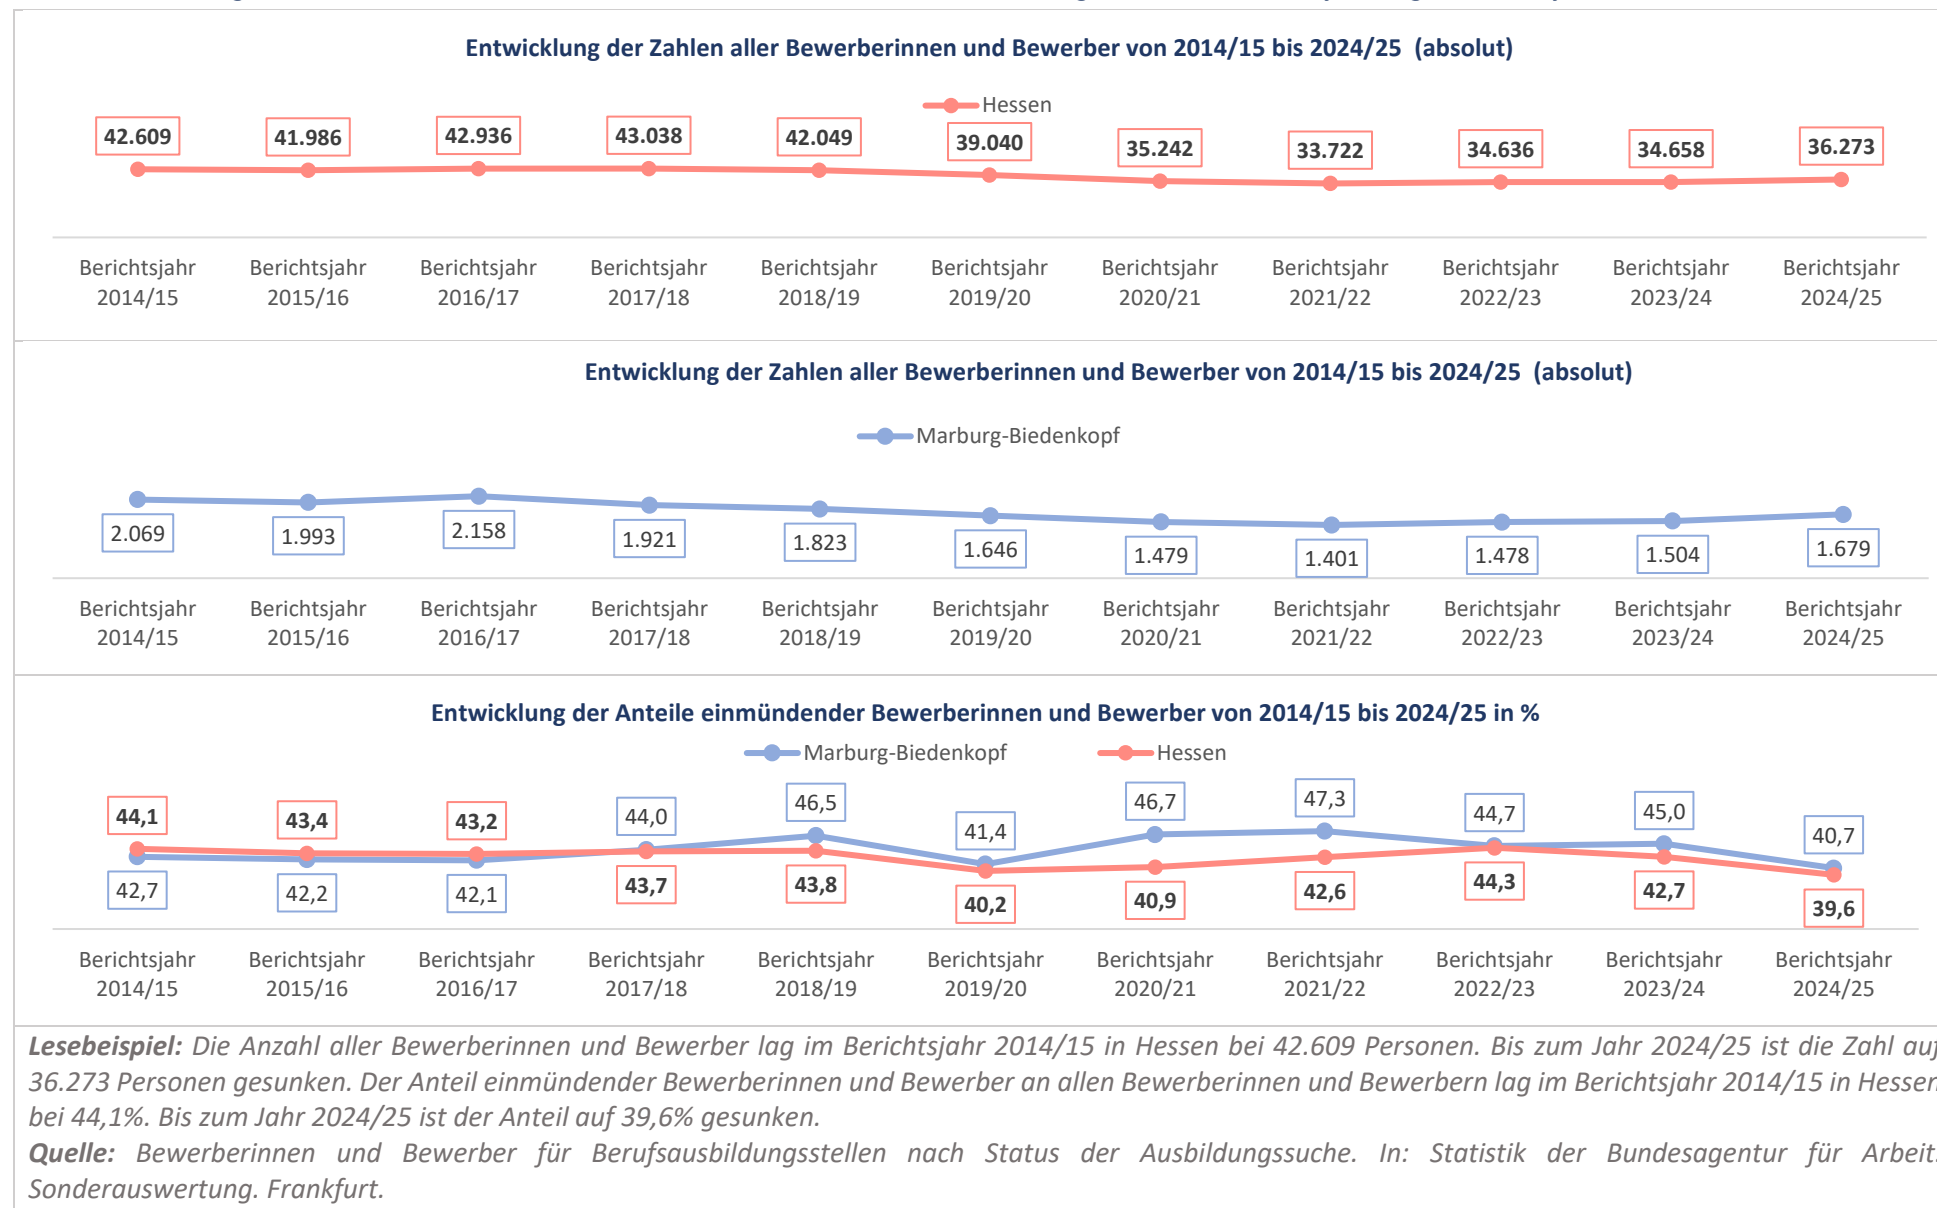 Entwicklung der Zahlen aller Bewerberinnen und Bewerber von 2014/15 bis 2024/25 (absolut)
Hessen
42.609 41.986 42.936 43.038 42.049 39.040 35.242 33.722 34.636 34.658 36.273
Berichtsjahr Berichtsjahr Berichtsjahr Berichtsjahr Berichtsjahr Berichtsjahr Berichtsjahr Berichtsjahr Berichtsjahr Berichtsjahr Berichtsjahr
2014/15 2015/16 2016/17 2017/18 2018/19 2019/20 2020/21 2021/22 2022/23 2023/24 2024/25
Entwicklung der Zahlen aller Bewerberinnen und Bewerber von 2014/15 bis 2024/25 (absolut)
Marburg-Biedenkopf
2.069 1.993 2.158 1.921 1.823 1.646 1.479 1.401 1.478 1.504 1.679
Berichtsjahr Berichtsjahr Berichtsjahr Berichtsjahr Berichtsjahr Berichtsjahr Berichtsjahr Berichtsjahr Berichtsjahr Berichtsjahr Berichtsjahr
2014/15 2015/16 2016/17 2017/18 2018/19 2019/20 2020/21 2021/22 2022/23 2023/24 2024/25
Entwicklung der Anteile einmündender Bewerberinnen und Bewerber von 2014/15 bis 2024/25 in %
Marburg-Biedenkopf Hessen
44,1 43,4 43,2 44,0 46,5 41,4 46,7 47,3 44,7 45,0 40,7
42,7 42,2 42,1 43,7 43,8 40,2 40,9 42,6 44,3 42,7 39,6
Berichtsjahr Berichtsjahr Berichtsjahr Berichtsjahr Berichtsjahr Berichtsjahr Berichtsjahr Berichtsjahr Berichtsjahr Berichtsjahr Berichtsjahr
2014/15 2015/16 2016/17 2017/18 2018/19 2019/20 2020/21 2021/22 2022/23 2023/24 2024/25
Lesebeispiel: Die Anzahl aller Bewerberinnen und Bewerber lag im Berichtsjahr 2014/15 in Hessen bei 42.609 Personen. Bis zum Jahr 2024/25 ist die Zahl auf
36.273 Personen gesunken. Der Anteil einmündender Bewerberinnen und Bewerber an allen Bewerberinnen und Bewerbern lag im Berichtsjahr 2014/15 in Hessen
bei 44,1%. Bis zum Jahr 2024/25 ist der Anteil auf 39,6% gesunken.
Quelle: Bewerberinnen und Bewerber für Berufsausbildungsstellen nach Status der Ausbildungssuche. In: Statistik der Bundesagentur für Arbeit.
Sonderauswertung. Frankfurt.